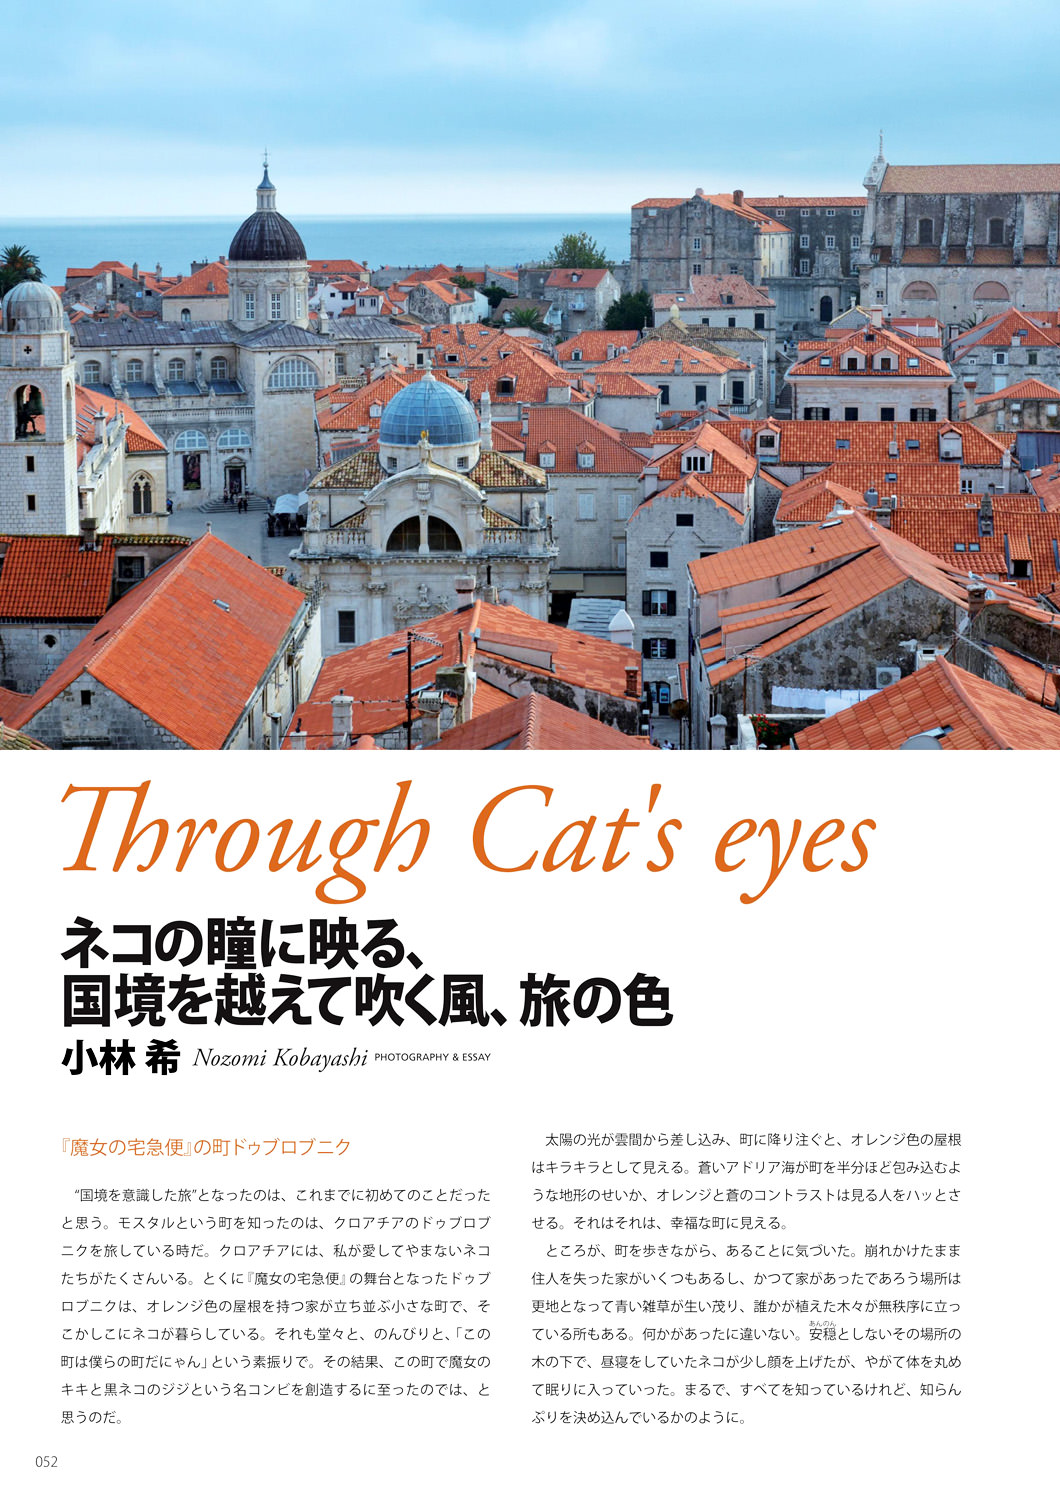 Through Cat's eyes
ネコの瞳に映る、
国境を越えて吹く風、旅の色
小林 希 Nozomi Kobayashi PHOTOGRAPHY & ESSAY
『魔女の宅急便』の町ドゥブロブニク
“国境を意識した旅”となったのは、これまでに初めてのことだった
と思う。モスタルという町を知ったのは、クロアチアのドゥブロブ
ニクを旅している時だ。クロアチアには、私が愛してやまないネコ
たちがたくさんいる。とくに『魔女の宅急便』の舞台となったドゥブ
ロブニクは、オレンジ色の屋根を持つ家が立ち並ぶ小さな町で、そ
こかしこにネコが暮らしている。それも堂々と、のんびりと、「この
町は僕らの町だにゃん」という素振りで。その結果、この町で魔女の
キキと黒ネコのジジという名コンビを創造するに至ったのでは、と
思うのだ。
太陽の光が雲間から差し込み、町に降り注ぐと、オレンジ色の屋根
はキラキラとして見える。蒼いアドリア海が町を半分ほど包み込むよ
うな地形のせいか、オレンジと蒼のコントラストは見る人をハッとさ
せる。それはそれは、幸福な町に見える。
ところが、町を歩きながら、あることに気づいた。崩れかけたまま
住人を失った家がいくつもあるし、かつて家があったであろう場所は
更地となって青い雑草が生い茂り、誰かが植えた木々が無秩序に立っ
あんのん
ている所もある。何かがあったに違いない。安穏としないその場所の
木の下で、昼寝をしていたネコが少し顔を上げたが、やがて体を丸め
て眠りに入っていった。まるで、すべてを知っているけれど、知らん
ぷりを決め込んでいるかのように。
052